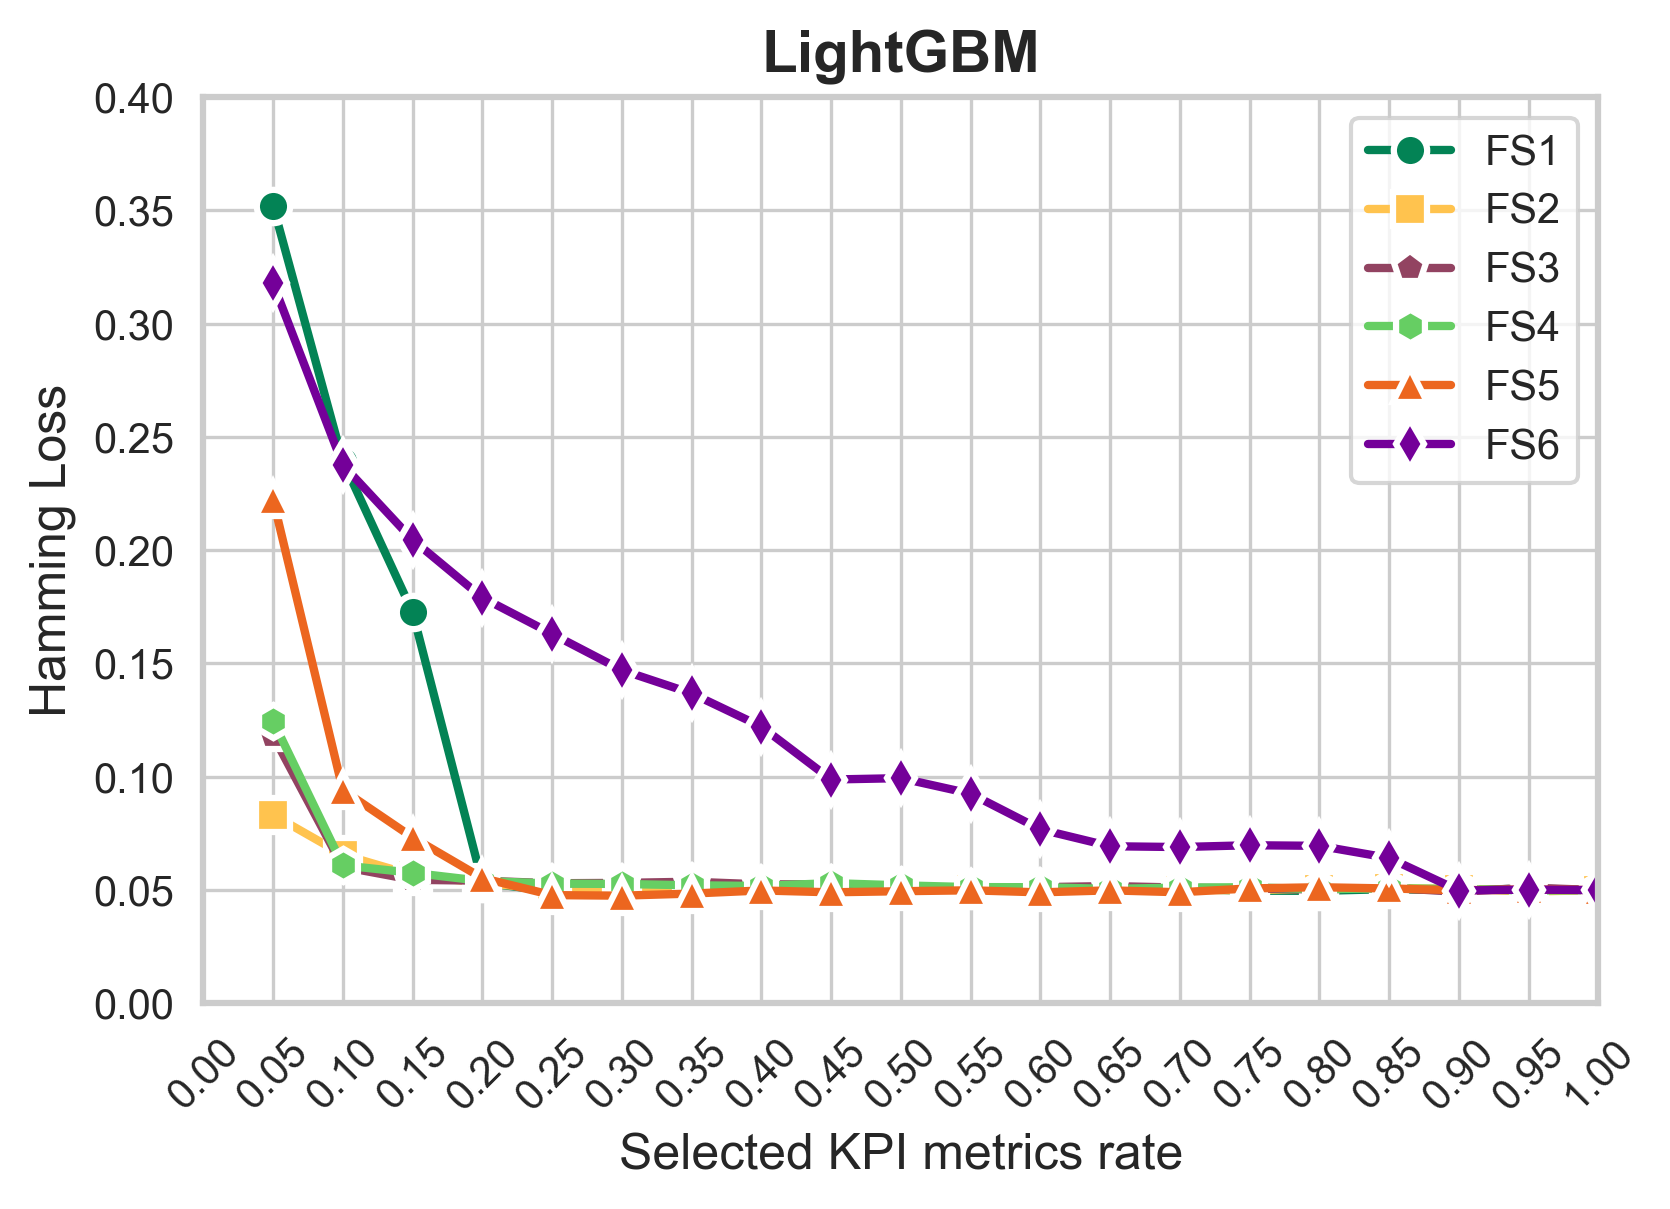 LightGBM
0.40
0.35
0.30
0.25
0.20
0.15
0.10
0.05
0.00
Hamming Loss
FS1
FS2
FS3
FS4
FS5
FS6
0.00 0.05 0.10 0.15 0.20 0.25 0.30 0.35 0.40 0.45 0.50 0.55 0.60 0.65 0.70 0.75 0.80 0.85 0.90 0.95 1.00
Selected KPI metrics rate